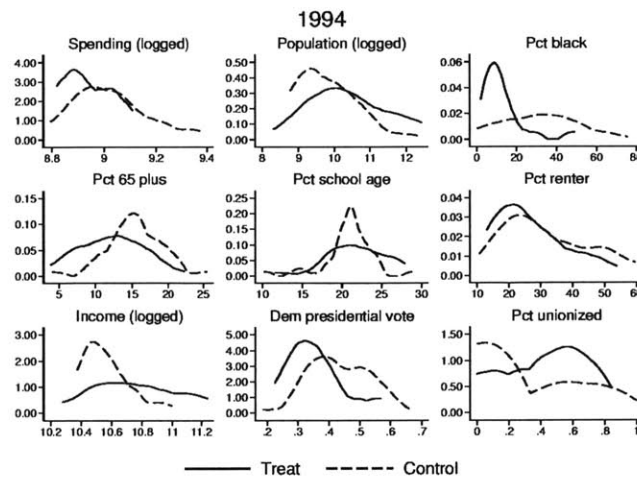 1994
Spending (logged) Population (logged) Pct black
4.00 0.50 0.06
3.00 0.40 0.04
2.00 0.30
1.00 0.20 0.02
0.00 0.10 0.00
0.00
8.8 9 9.2 9.4 8 9 10 11 12 0 20 40 60 80
Pct 65 plus Pct school age Pct renter
0.15 0.25 0.04
0.10 0.20 0.03
0.05 0.15 0.02
0.00 0.10 0.01
0.05 0.00
0.00
5 10 15 20 25 10 15 20 25 30 10 20 30 40 50 60
Income (logged) Dem presidential vote Pct unionized
3.00 5.00 1.50
2.00 4.00 1.00
1.00 3.00 0.50
0.00 2.00 0.00
1.00
0.00
10.2 10.4 10.6 10.8 11 11.2 .2 .3 .4 .5 .6 .7 0 .2 .4 .6 .8 1
Treat Control